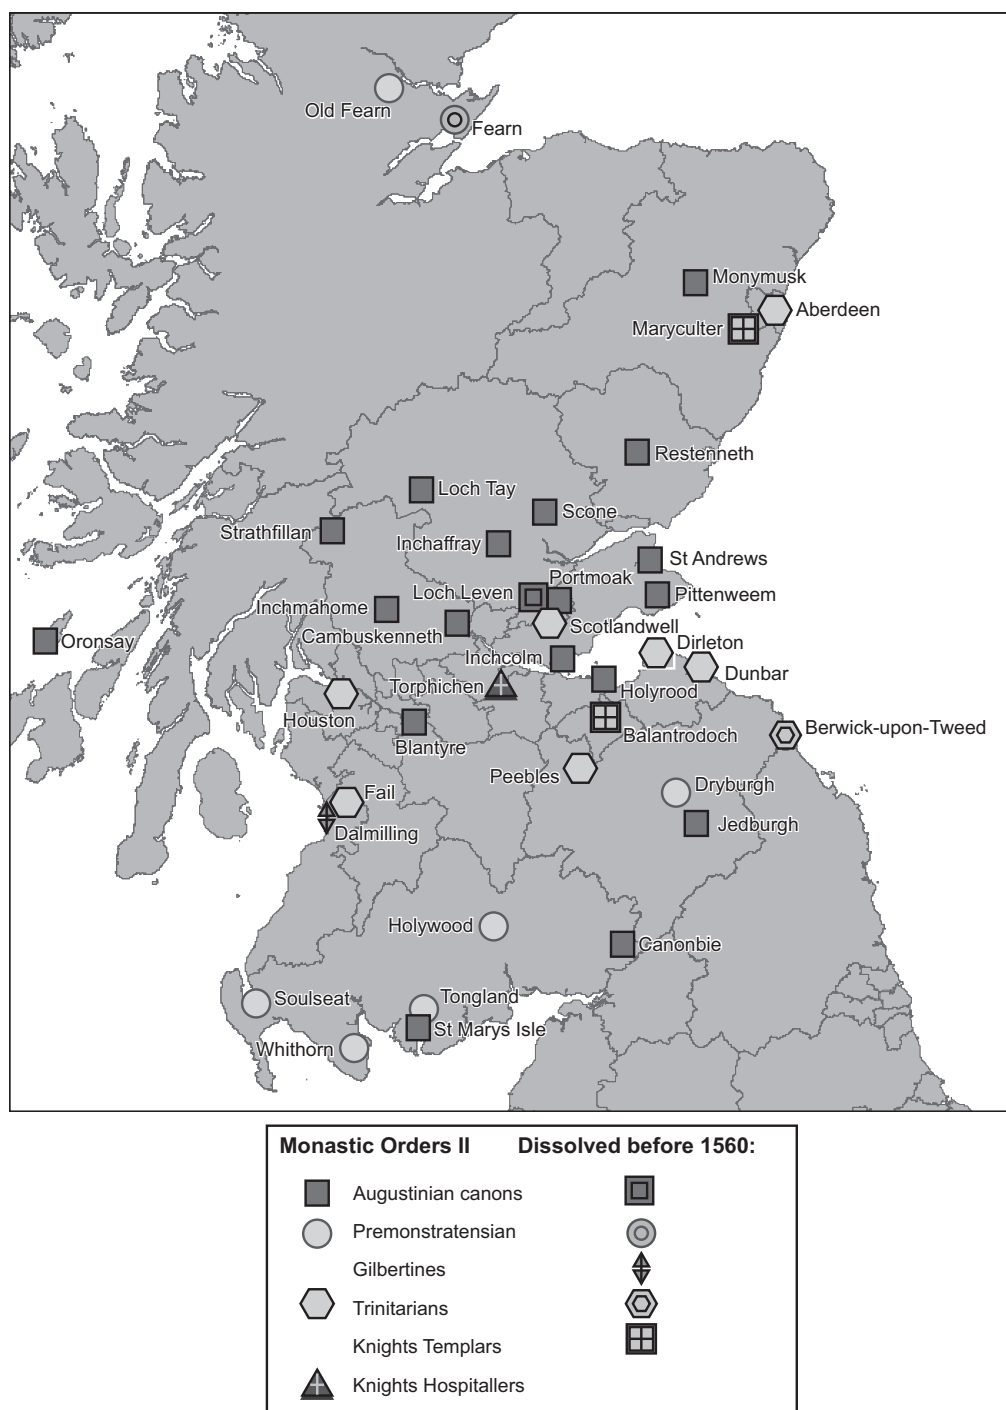 Old Fearn
Fearn
Monymusk
Aberdeen
Maryculter
Restenneth
Loch Tay
Scone
Strathfillan
Inchaffray
St Andrews
Portmoak
Loch Leven
Pittenweem
Inchmahome
Scotlandwell
Cambuskenneth
Oronsay
Dirleton
Inchcolm
Dunbar
Torphichen
Holyrood
Houston
Balantrodoch
Berwick-upon-Tweed
Blantyre
Peebles
Dryburgh
Fail
Jedburgh
Dalmilling
Holywood
Canonbie
Soulseat
Tongland
St Marys Isle
Whithorn
Monastic Orders II Dissolved before 1560:
Augustinian canons
Premonstratensian
Gilbertines
Trinitarians
Knights Templars
Knights Hospitallers